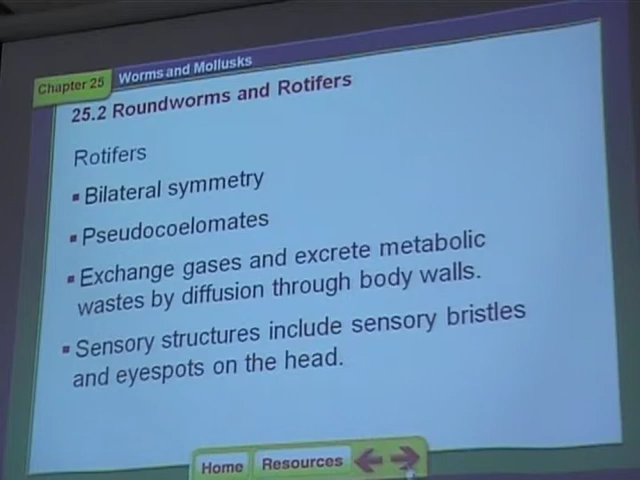 Chapter 25
Worms and Mollusks
25.2 Roundworms and Rotifers
Rotifers
▪ Bilateral symmetry
▪ Pseudocoelomates
▪ Exchange gases and excrete metabolic
wastes by diffusion through body walls.
▪ Sensory structures include sensory bristles
and eyespots on the head.
Home
Resources